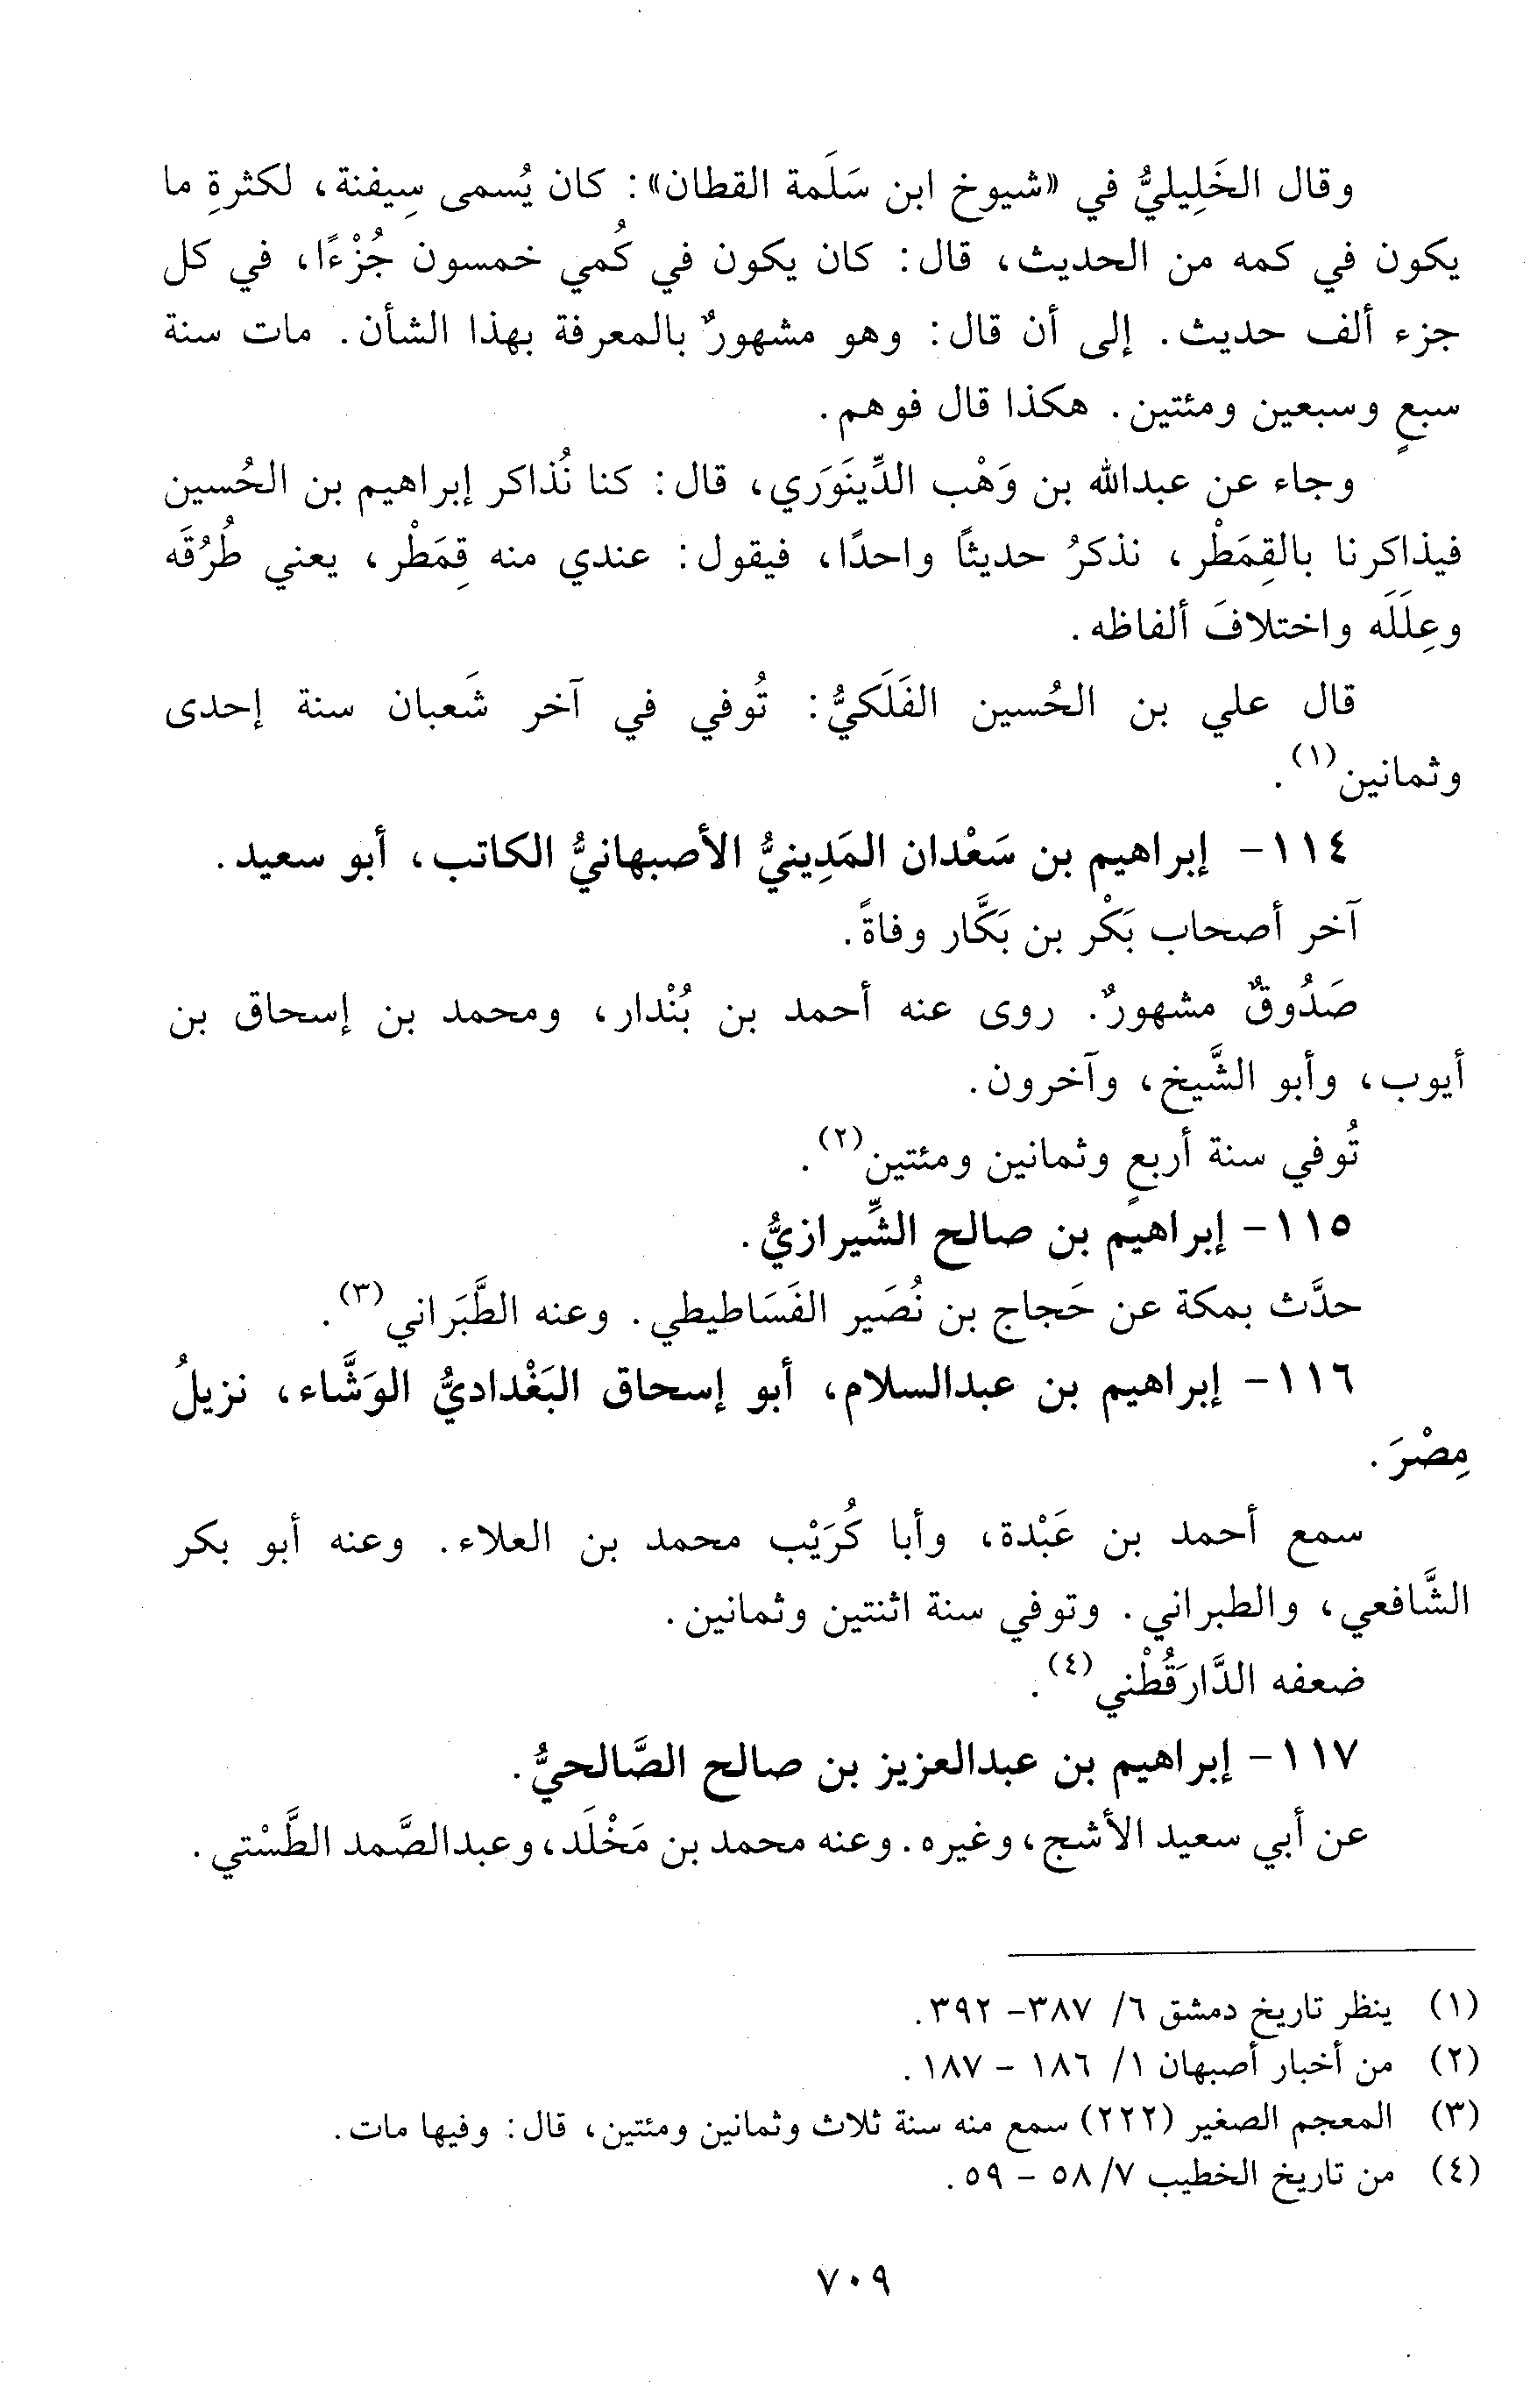 وقال الخَلِيليُّ في «شيوخ ابن سَلَمة القطان»: كان يُسمى سِيفنة، لكثرةِ ما
يكون في كمه من الحديث، قال: كان يكون في كُمي خمسون جُزْءًا، في كل
جزء ألف حديث. إلى أن قال: وهو مشهورٌ بالمعرفة بهذا الشأن. مات سنة
سبعٍ وسبعين ومئتين. هكذا قال فوهم.
وجاء عن عبدالله بن وَهْب الدِّينَوَري، قال: كنا نُذاكر إبراهيم بن الحُسين
فيذاكرنا بالقِمَطْر، نذكرُ حديثًا واحدًا، فيقول: عندي منه قِمَطْر، يعني طُرُقَه
وعِلَلَه واختلافَ ألفاظه.
قال علي بن الحُسين الفَلَكيُّ: تُوفي في آخر شَعبان سنة إحدى
وثمانين(١).
١١٤- إبراهيم بن سَعْدان المَدِينيُّ الأصبهانيُّ الكاتب، أبو سعيد.
آخر أصحاب بَكْر بن بَكَّار وفاةً.
صَدُوقٌ مشهورٌ. روى عنه أحمد بن بُنْدار، ومحمد بن إسحاق بن
أيوب، وأبو الشَّيخ، وآخرون.
تُوفي سنة أربعٍ وثمانين ومئتين(٢).
١١٥- إبراهيم بن صالح الشِّيرازيُّ.
حدَّث بمكة عن حَجاج بن نُصَير الفَسَاطيطي. وعنه الطَّبَراني(٣).
١١٦- إبراهيم بن عبدالسلام، أبو إسحاق البَغْداديُّ الوَشَّاء، نزيلُ
مِصْرَ.
سمع أحمد بن عَبْدة، وأبا كُرَيْب محمد بن العلاء. وعنه أبو بكر
الشَّافعي، والطبراني. وتوفي سنة اثنتين وثمانين.
ضعفه الدَّارَقُطْني(٤).
١١٧- إبراهيم بن عبدالعزيز بن صالح الصَّالحيُّ.
عن أبي سعيد الأشج، وغيره. وعنه محمد بن مَخْلَد، وعبدالصَّمد الطَّسْتي.
(١) ينظر تاريخ دمشق ٦/ ٣٨٧- ٣٩٢.
(٢) من أخبار أصبهان ١/ ١٨٦ - ١٨٧.
(٣) المعجم الصغير (٢٢٢) سمع منه سنة ثلاث وثمانين ومئتين، قال: وفيها مات.
(٤) من تاريخ الخطيب ٧/ ٥٨ - ٥٩.
٧٠٩